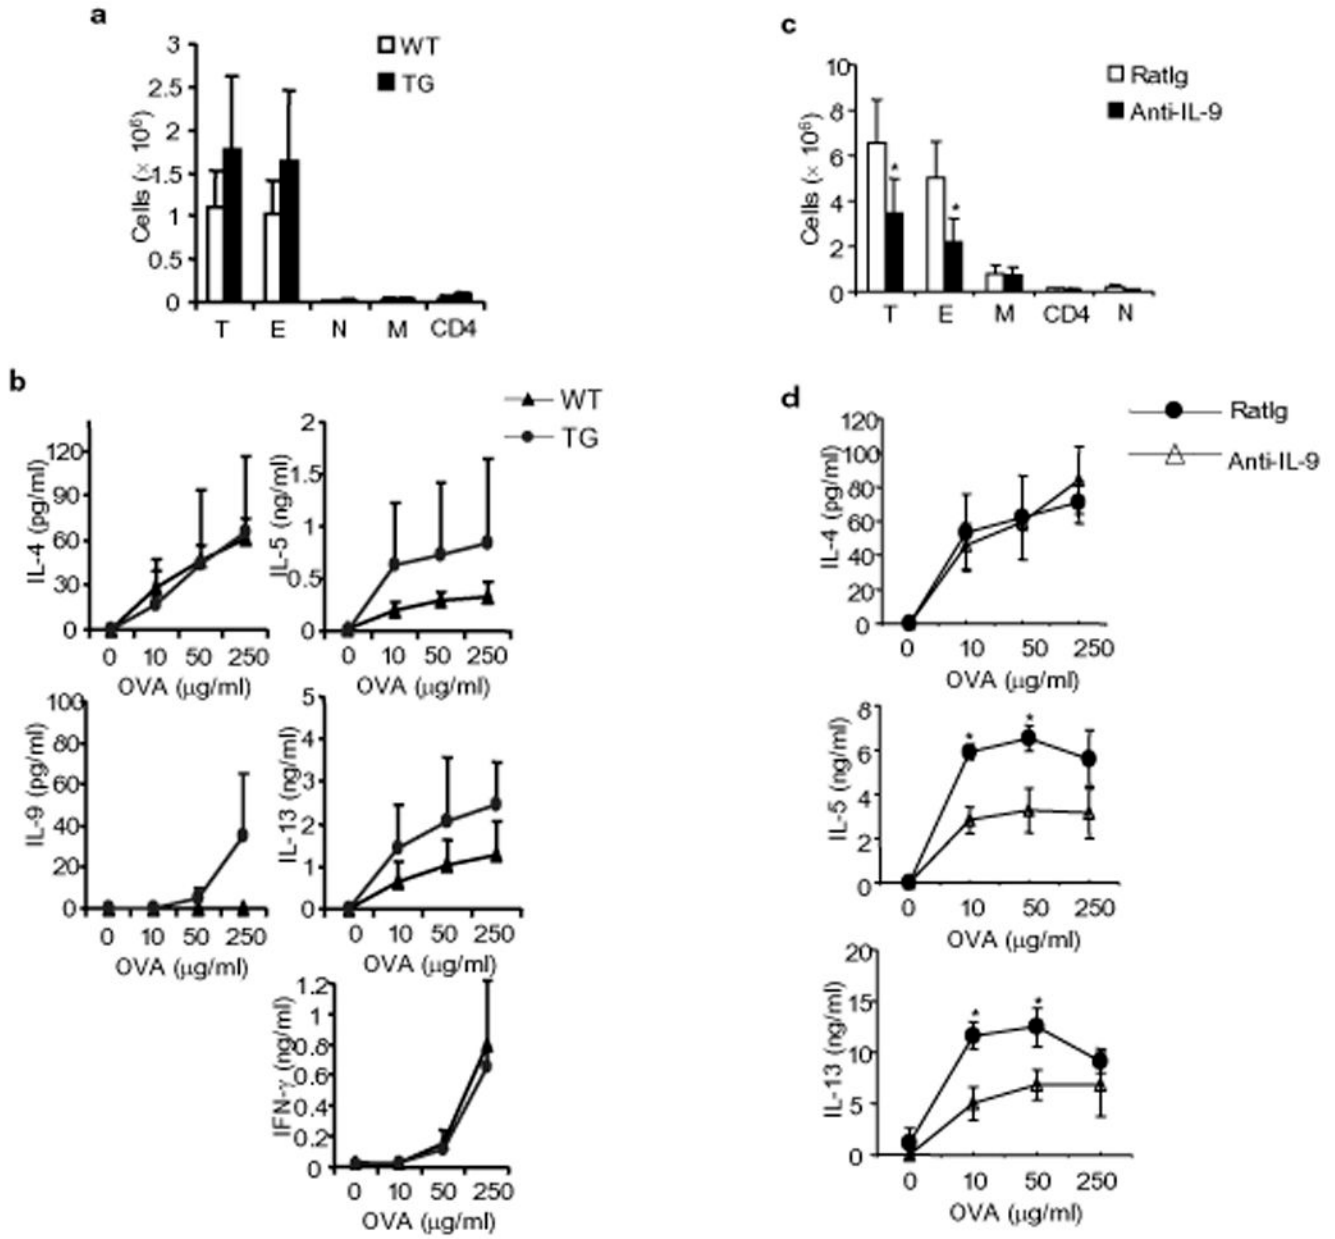 a
WT
TG
Cells (× 10⁶)
3
2.5
2
1.5
1
0.5
0
T E N M CD4
c
RatIg
Anti-IL-9
Cells (× 10⁶)
10
8
6
4
2
0
* *
T E M CD4 N
b
WT
TG
IL-4 (pg/ml)
120
90
60
30
0
0 10 50 250
OVA (µg/ml)
IL-5 (ng/ml)
2
1.5
1
0.5
0
0 10 50 250
OVA (µg/ml)
IL-9 (pg/ml)
100
80
60
40
20
0
0 10 50 250
OVA (µg/ml)
IL-13 (ng/ml)
5
4
3
2
1
0
0 10 50 250
OVA (µg/ml)
IFN-γ (ng/ml)
1.2
1
0.8
0.6
0.4
0.2
0
0 10 50 250
OVA (µg/ml)
d
RatIg
Anti-IL-9
IL-4 (pg/ml)
120
100
80
60
40
20
0
0 10 50 250
OVA (µg/ml)
IL-5 (ng/ml)
8
6
4
2
0
* *
0 10 50 250
OVA (µg/ml)
IL-13 (ng/ml)
20
15
10
5
0
* *
0 10 50 250
OVA (µg/ml)